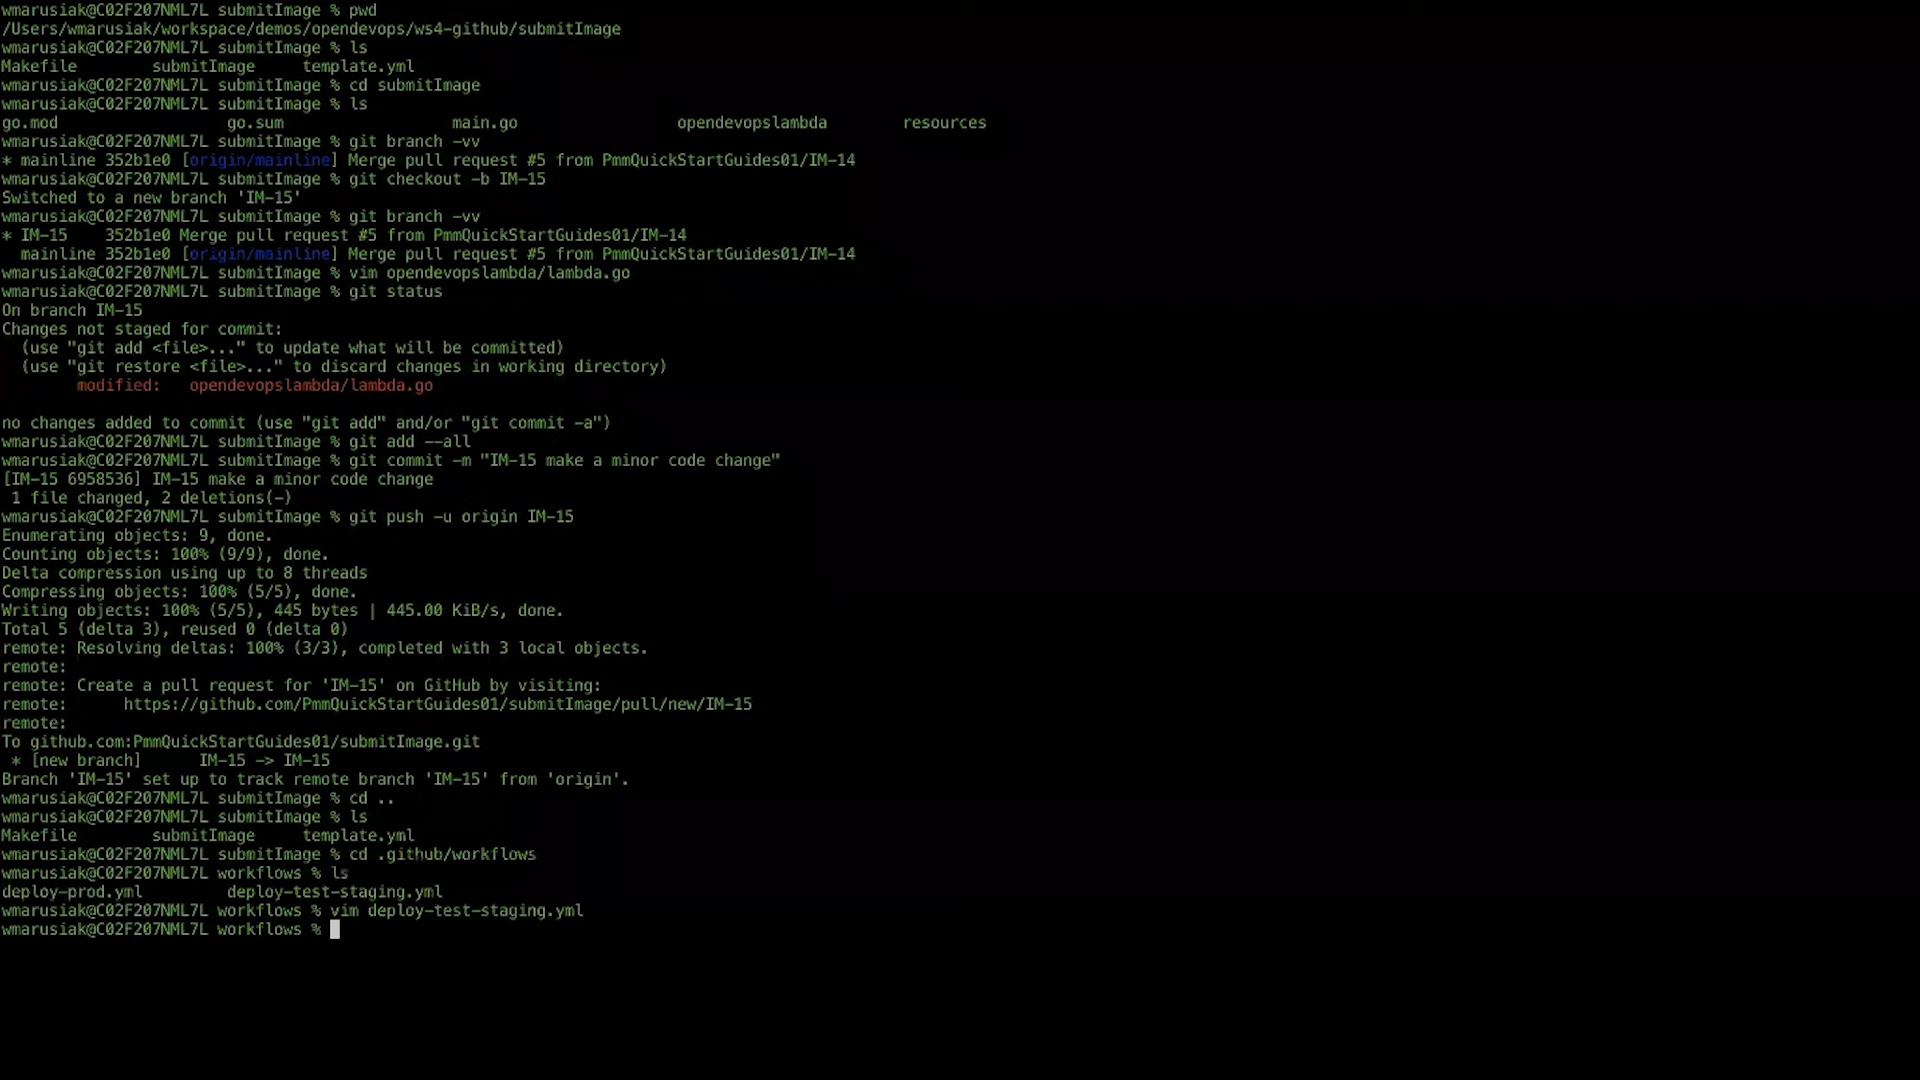 wmarusiak@C02F207NML7L submitImage % pwd
/Users/wmarusiak/workspace/demos/opendevops/ws4-github/submitImage
wmarusiak@C02F207NML7L submitImage % ls
Makefile        submitImage     template.yml
wmarusiak@C02F207NML7L submitImage % cd submitImage
wmarusiak@C02F207NML7L submitImage % ls
go.mod                  go.sum                  main.go                 opendevopslambda        resources
wmarusiak@C02F207NML7L submitImage % git branch -vv
* mainline 352b1e0 [origin/mainline] Merge pull request #5 from PmmQuickStartGuides01/IM-14
wmarusiak@C02F207NML7L submitImage % git checkout -b IM-15
Switched to a new branch 'IM-15'
wmarusiak@C02F207NML7L submitImage % git branch -vv
* IM-15    352b1e0 Merge pull request #5 from PmmQuickStartGuides01/IM-14
  mainline 352b1e0 [origin/mainline] Merge pull request #5 from PmmQuickStartGuides01/IM-14
wmarusiak@C02F207NML7L submitImage % vim opendevopslambda/lambda.go
wmarusiak@C02F207NML7L submitImage % git status
On branch IM-15
Changes not staged for commit:
  (use "git add <file>..." to update what will be committed)
  (use "git restore <file>..." to discard changes in working directory)
        modified:   opendevopslambda/lambda.go
no changes added to commit (use "git add" and/or "git commit -a")
wmarusiak@C02F207NML7L submitImage % git add --all
wmarusiak@C02F207NML7L submitImage % git commit -m "IM-15 make a minor code change"
[IM-15 6958536] IM-15 make a minor code change
 1 file changed, 2 deletions(-)
wmarusiak@C02F207NML7L submitImage % git push -u origin IM-15
Enumerating objects: 9, done.
Counting objects: 100% (9/9), done.
Delta compression using up to 8 threads
Compressing objects: 100% (5/5), done.
Writing objects: 100% (5/5), 445 bytes | 445.00 KiB/s, done.
Total 5 (delta 3), reused 0 (delta 0)
remote: Resolving deltas: 100% (3/3), completed with 3 local objects.
remote:
remote: Create a pull request for 'IM-15' on GitHub by visiting:
remote:      https://github.com/PmmQuickStartGuides01/submitImage/pull/new/IM-15
remote:
To github.com:PmmQuickStartGuides01/submitImage.git
 * [new branch]      IM-15 -> IM-15
Branch 'IM-15' set up to track remote branch 'IM-15' from 'origin'.
wmarusiak@C02F207NML7L submitImage % cd ..
wmarusiak@C02F207NML7L submitImage % ls
Makefile        submitImage     template.yml
wmarusiak@C02F207NML7L submitImage % cd .github/workflows
wmarusiak@C02F207NML7L workflows % ls
deploy-prod.yml         deploy-test-staging.yml
wmarusiak@C02F207NML7L workflows % vim deploy-test-staging.yml
wmarusiak@C02F207NML7L workflows %